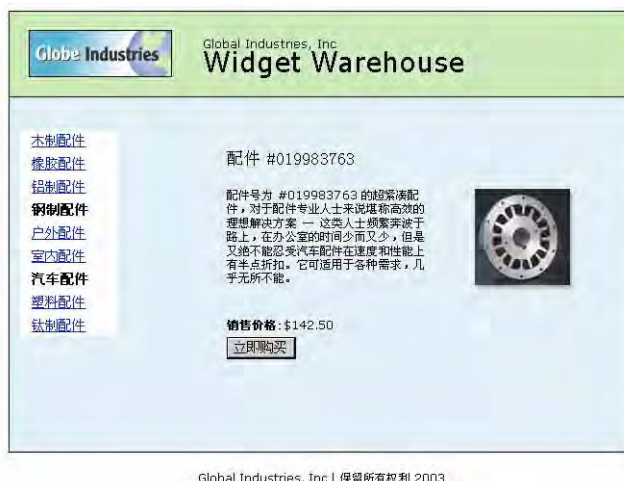 Globe Industries
Global Industries, Inc
Widget Warehouse
木制配件
橡胶配件
铝制配件
钢制配件
户外配件
室内配件
汽车配件
塑料配件
钛制配件
配件 #019983763
配件号为 #019983763 的超紧凑配
件，对于配件专业人士来说堪称高效的
理想解决方案 — 这类人士频繁奔波于
路上，在办公室的时间少而又少，但是
又绝不能忍受汽车配件在速度和性能上
有半点折扣。它可适用于各种需求，几
乎无所不能。
销售价格:$142.50
立即购买
Global Industries, Inc | 保留所有权利 2003